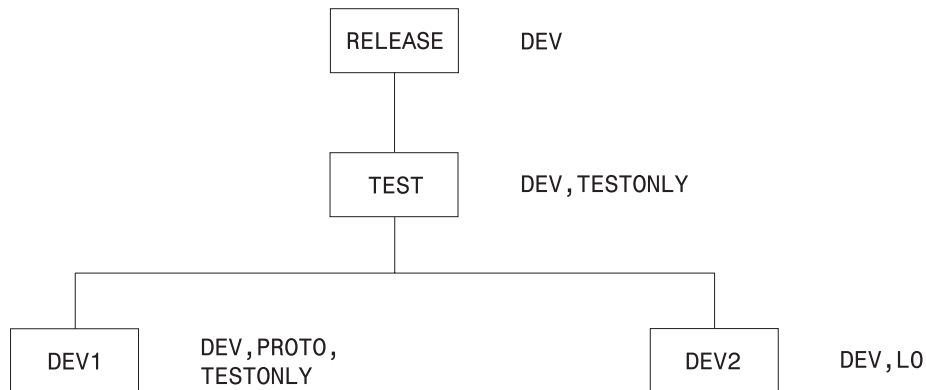 RELEASE
DEV
TEST
DEV,TESTONLY
DEV1
DEV,PROTO,
TESTONLY
DEV2
DEV,LO